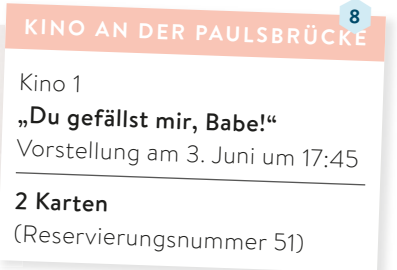 8
KINO AN DER PAULSBRÜCKE
Kino 1
„Du gefällst mir, Babe!“
Vorstellung am 3. Juni um 17:45
2 Karten
(Reservierungsnummer 51)